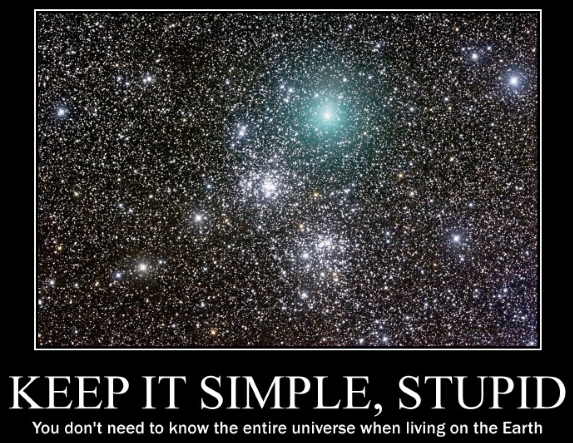 KEEP IT SIMPLE, STUPID
You don't need to know the entire universe when living on the Earth